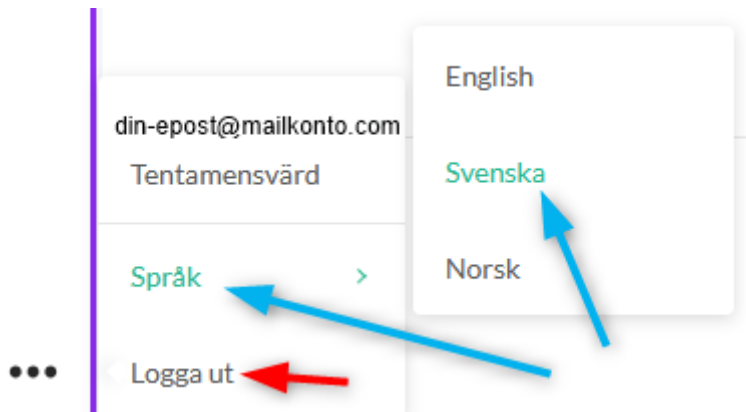 din-epost@mailkonto.com
Tentamensvärd
Språk
Logga ut
English
Svenska
Norsk